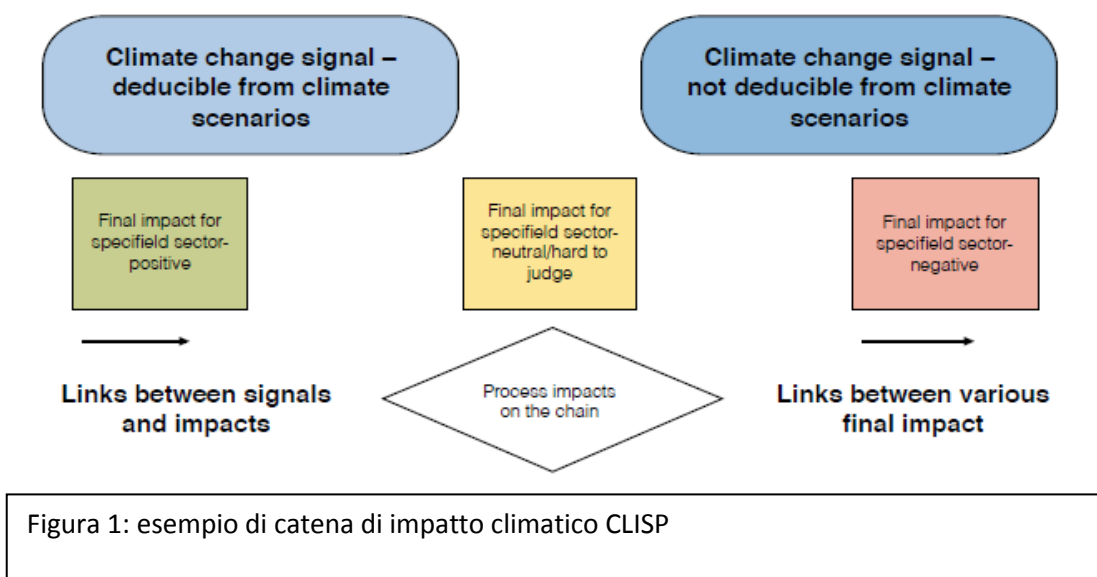 Climate change signal –
deducible from climate
scenarios
Climate change signal –
not deducible from climate
scenarios
Final impact for
specifield sector-
positive
Final impact for
specifield sector-
neutral/hard to
judge
Final impact for
specifield sector-
negative
Links between signals
and impacts
Process impacts
on the chain
Links between various
final impact
Figura 1: esempio di catena di impatto climatico CLISP